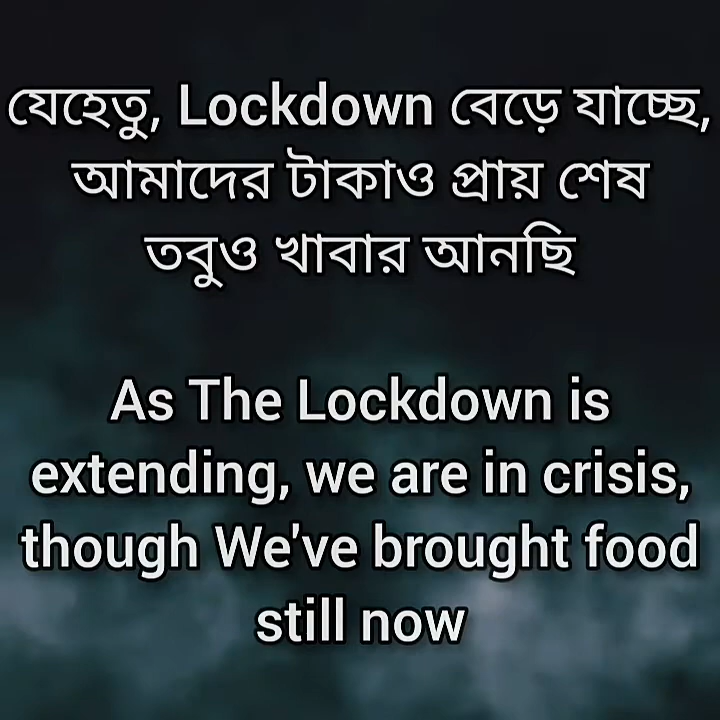 যেহেতু, Lockdown বেড়ে যাচ্ছে,
আমাদের টাকাও প্রায় শেষ
তবুও খাবার আনছি
As The Lockdown is
extending, we are in crisis,
though We've brought food
still now